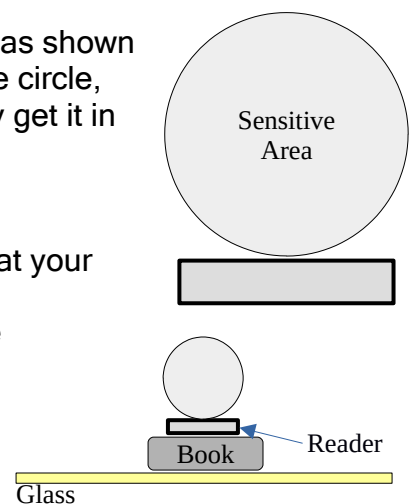 as shown
e circle,
y get it in
Sensitive
Area
at your
Reader
Book
Glass